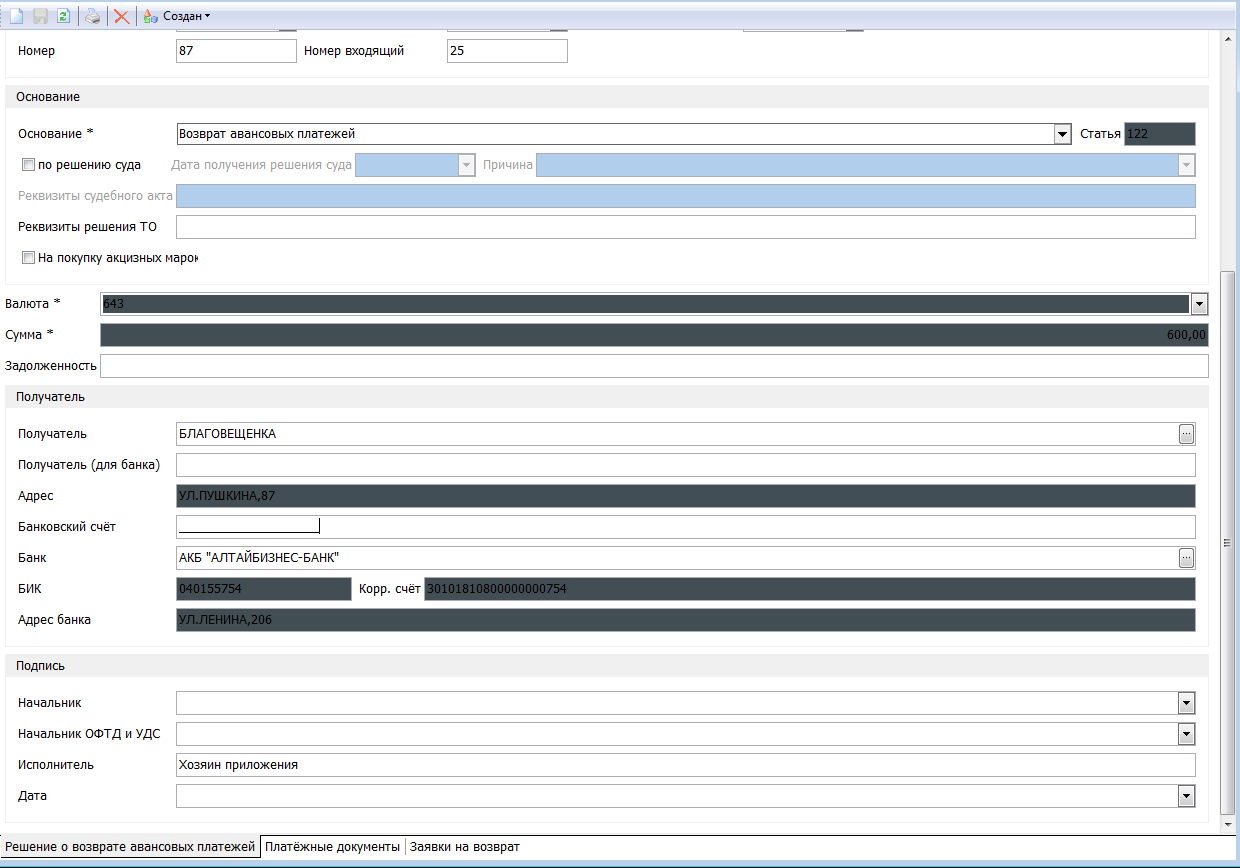 Создан
Номер 87 Номер входящий 25
Основание
Основание * Возврат авансовых платежей Статья 122
по решению суда Дата получения решения суда Причина
Реквизиты судебного акта
Реквизиты решения ТО
На покупку акцизных марок
Валюта * 643
Сумма * 600,00
Задолженность
Получатель
Получатель БЛАГОВЕЩЕНКА ...
Получатель (для банка)
Адрес УЛ.ПУШКИНА,87
Банковский счёт
Банк АКБ "АЛТАЙБИЗНЕС-БАНК" ...
БИК 040155754 Корр. счёт 30101810800000000754
Адрес банка УЛ.ЛЕНИНА,206
Подпись
Начальник
Начальник ОФТД и УДС
Исполнитель Хозяин приложения
Дата
Решение о возврате авансовых платежей Платёжные документы Заявки на возврат